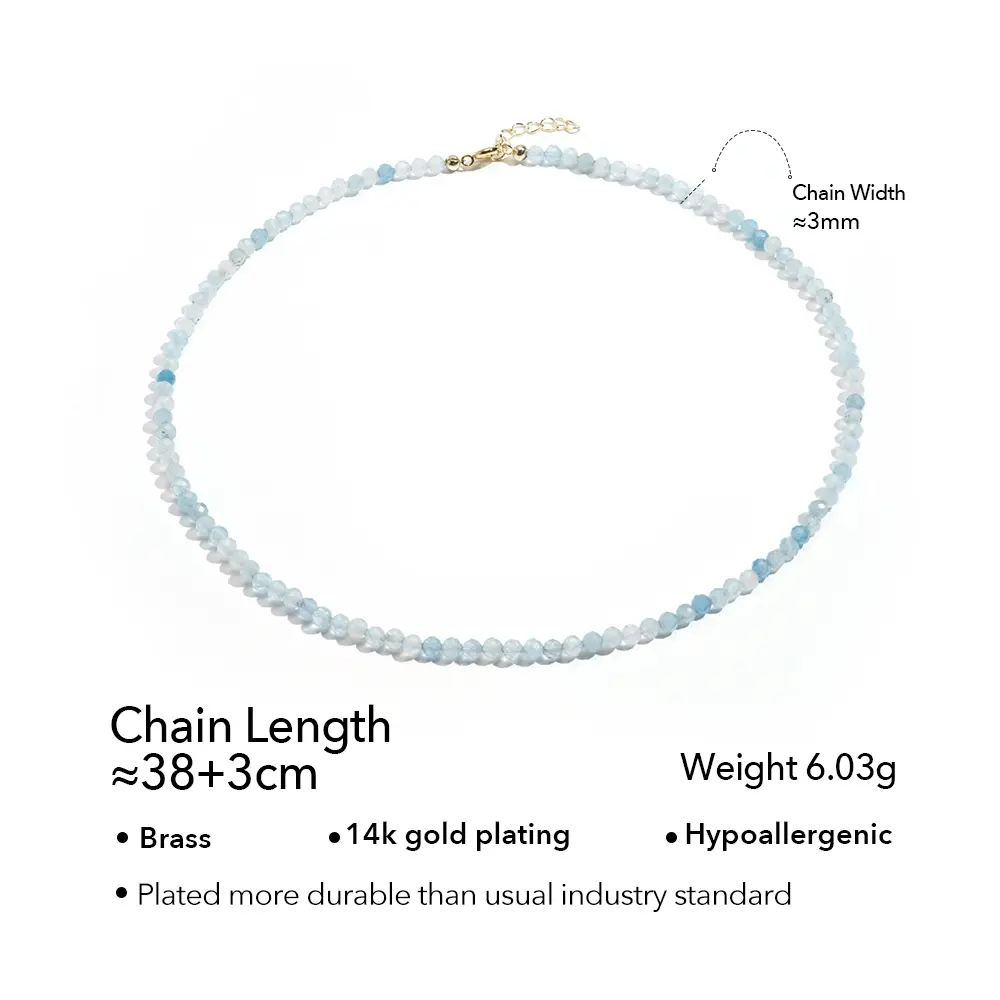 Chain Width
≈3mm
Chain Length
≈38+3cm
Weight 6.03g
• Brass
• 14k gold plating
• Hypoallergenic
• Plated more durable than usual industry standard